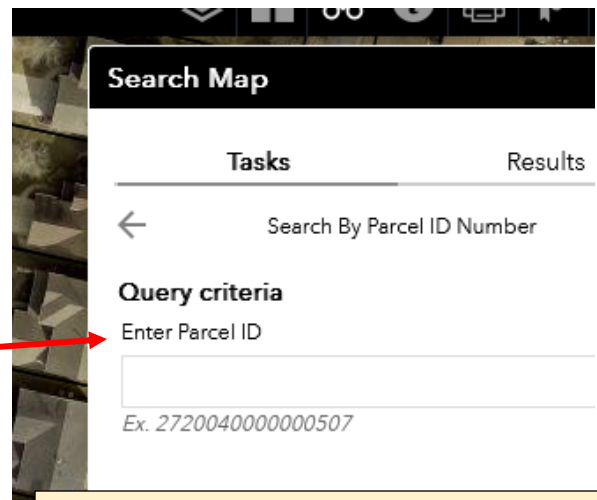 Search Map
Tasks Results
Search By Parcel ID Number
Query criteria
Enter Parcel ID
Ex. 2720040000000507